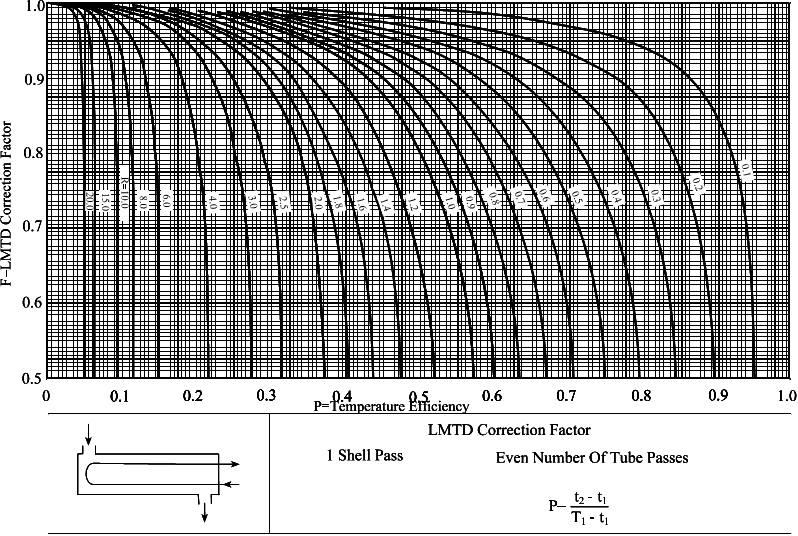 1.0
0.9
0.8
0.7
0.6
0.5
F-LMTD Correction Factor
20.0 15.0 R=10.0 8.0 6.0 4.0 3.0 2.5 2.0 1.8 1.6 1.4 1.2 1.0 0.9 0.8 0.7 0.6 0.5 0.4 0.3 0.2 0.1
0 0.1 0.2 0.3 0.4 0.5 0.6 0.7 0.8 0.9 1.0
P=Temperature Efficiency
LMTD Correction Factor
1 Shell Pass Even Number Of Tube Passes
P- t2 - t1
T1 - t1